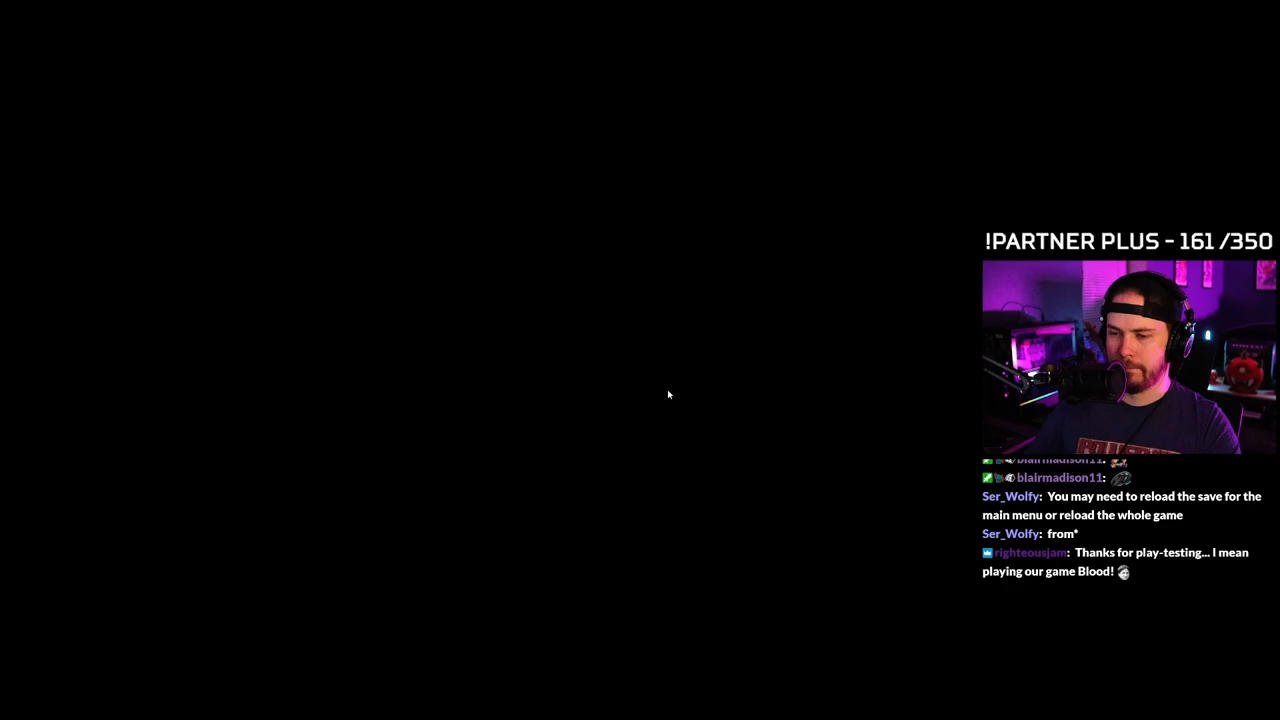 !PARTNER PLUS - 161 /350
blairmadison11:
blairmadison11:
Ser_Wolfy: You may need to reload the save for the
main menu or reload the whole game
Ser_Wolfy: from*
righteousjam: Thanks for play-testing... I mean
playing our game Blood!